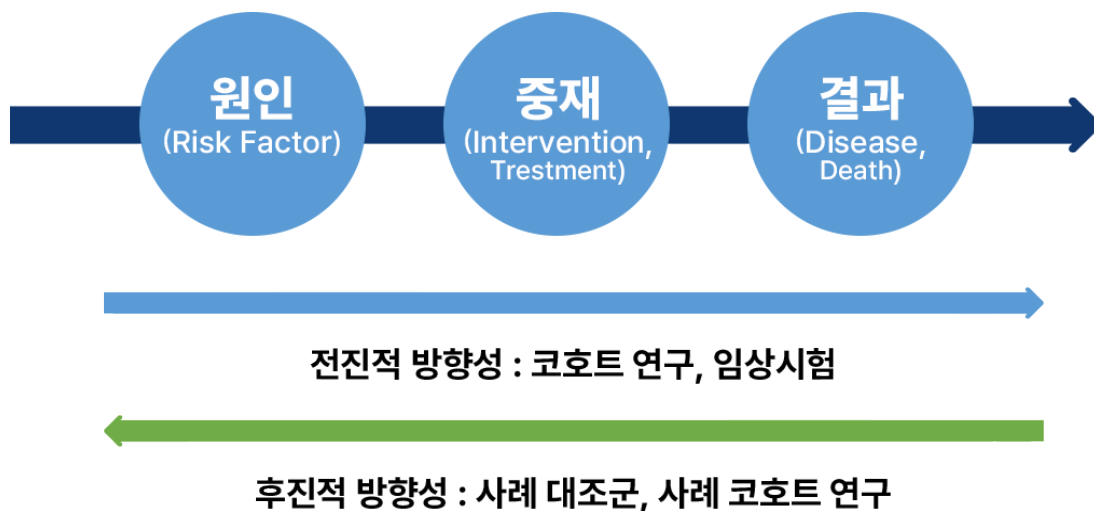 원인
(Risk Factor)
중재
(Intervention,
Trestment)
결과
(Disease,
Death)
전진적 방향성 : 코호트 연구, 임상시험
후진적 방향성 : 사례 대조군, 사례 코호트 연구